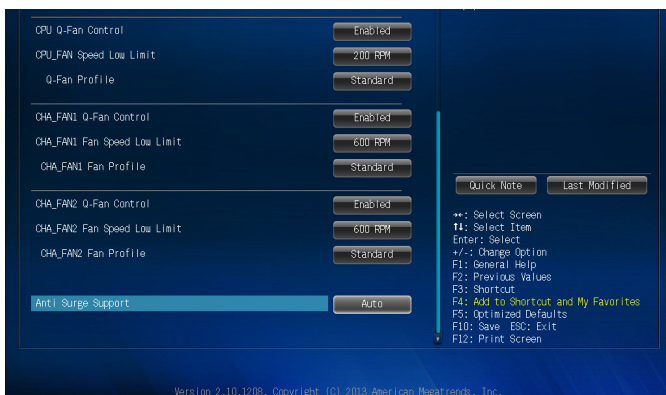 CPU Q-Fan Control Enabled
CPU_FAN Speed Low Limit 200 RPM
Q-Fan Profile Standard
CHA_FAN1 Q-Fan Control Enabled
CHA_FAN1 Fan Speed Low Limit 600 RPM
CHA_FAN1 Fan Profile Standard
CHA_FAN2 Q-Fan Control Enabled
CHA_FAN2 Fan Speed Low Limit 600 RPM
CHA_FAN2 Fan Profile Standard
Anti Surge Support Auto
Quick Note Last Modified
→←: Select Screen
↑↓: Select Item
Enter: Select
+/-: Change Option
F1: General Help
F2: Previous Values
F3: Shortcut
F4: Add to Shortcut and My Favorites
F5: Optimized Defaults
F10: Save ESC: Exit
F12: Print Screen
Version 2.10.1208. Copyright (C) 2013 American Megatrends, Inc.